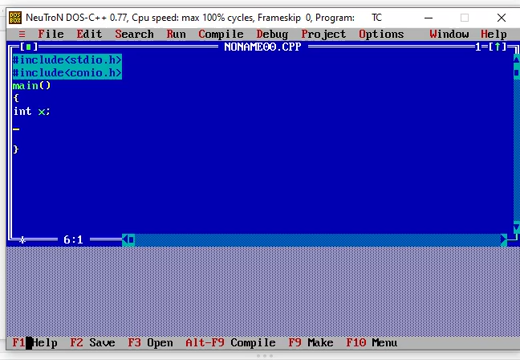 NeuTroN DOS-C++ 0.77, Cpu speed: max 100% cycles, Frameskip 0, Program: TC
≡ File Edit Search Run Compile Debug Project Options Window Help
[■] NONAME00.CPP 1=[↑]
#include<stdio.h>
#include<conio.h>
main()
{
int x;
}
* 6:1
F1 Help F2 Save F3 Open Alt-F9 Compile F9 Make F10 Menu